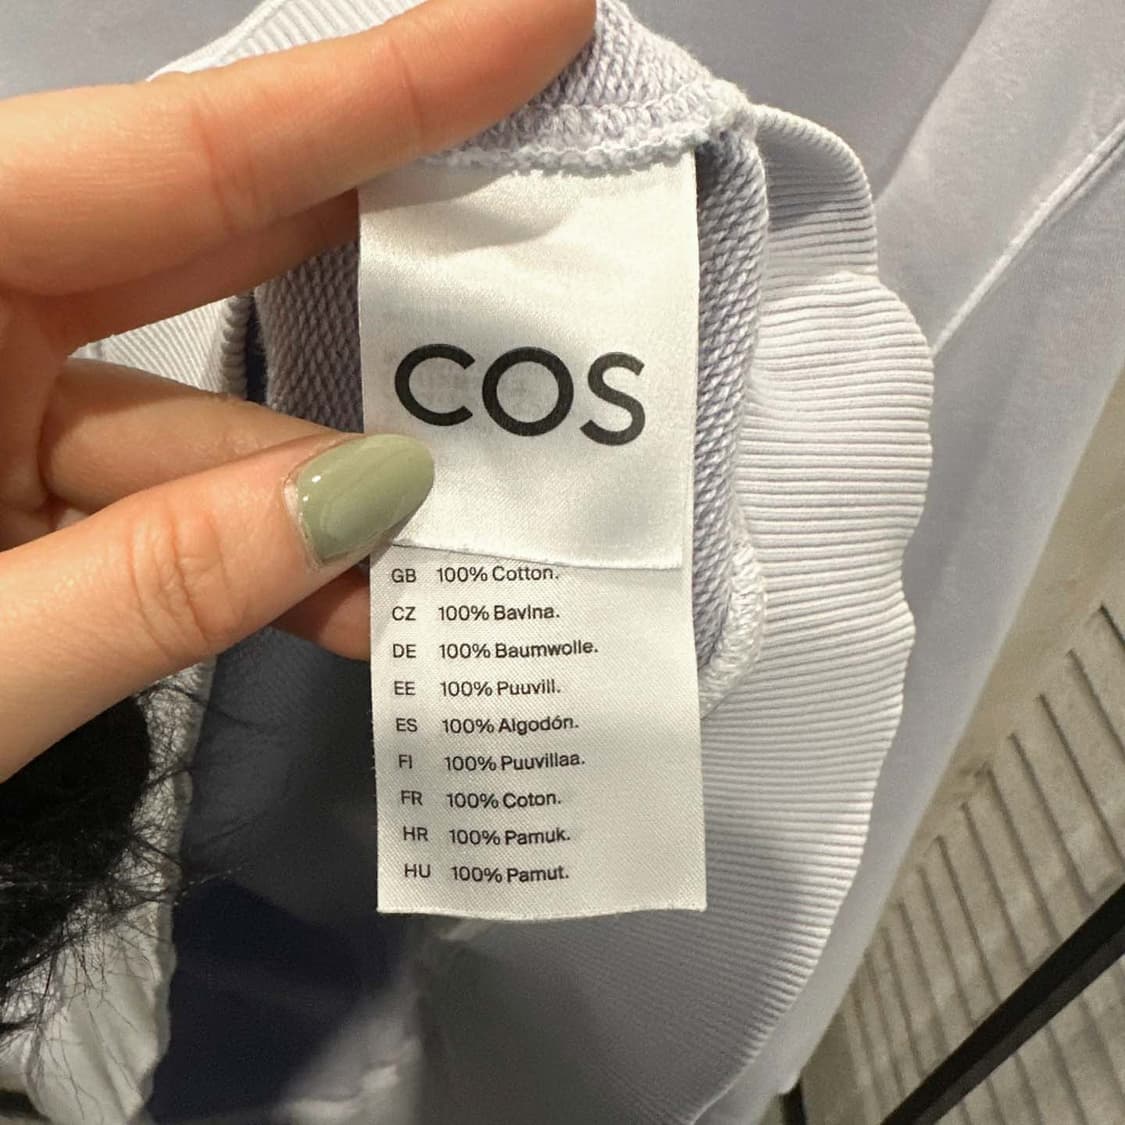 COS
GB 100% Cotton.
CZ 100% Bavlna.
DE 100% Baumwolle.
EE 100% Puuvill.
ES 100% Algodón.
FI 100% Puuvillaa.
FR 100% Coton.
HR 100% Pamuk.
HU 100% Pamut.